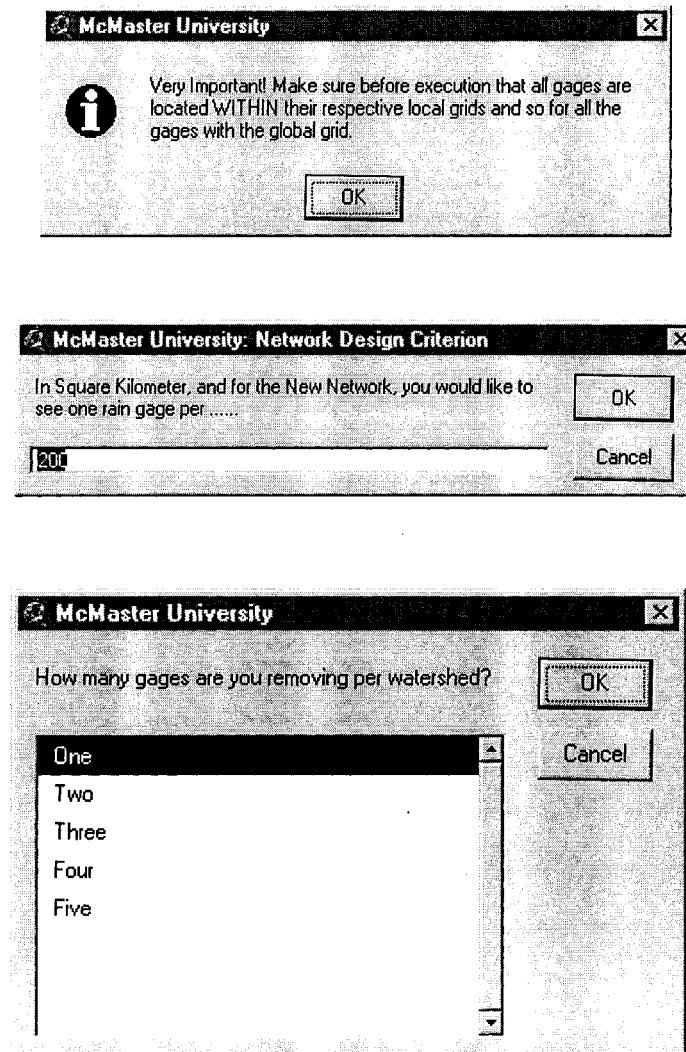 McMaster University
Very Important! Make sure before execution that all gages are
located WITHIN their respective local grids and so for all the
gages with the global grid.
OK
McMaster University: Network Design Criterion
In Square Kilometer, and for the New Network, you would like to
see one rain gage per ......
OK
200
Cancel
McMaster University
How many gages are you removing per watershed?
OK
One
Cancel
Two
Three
Four
Five